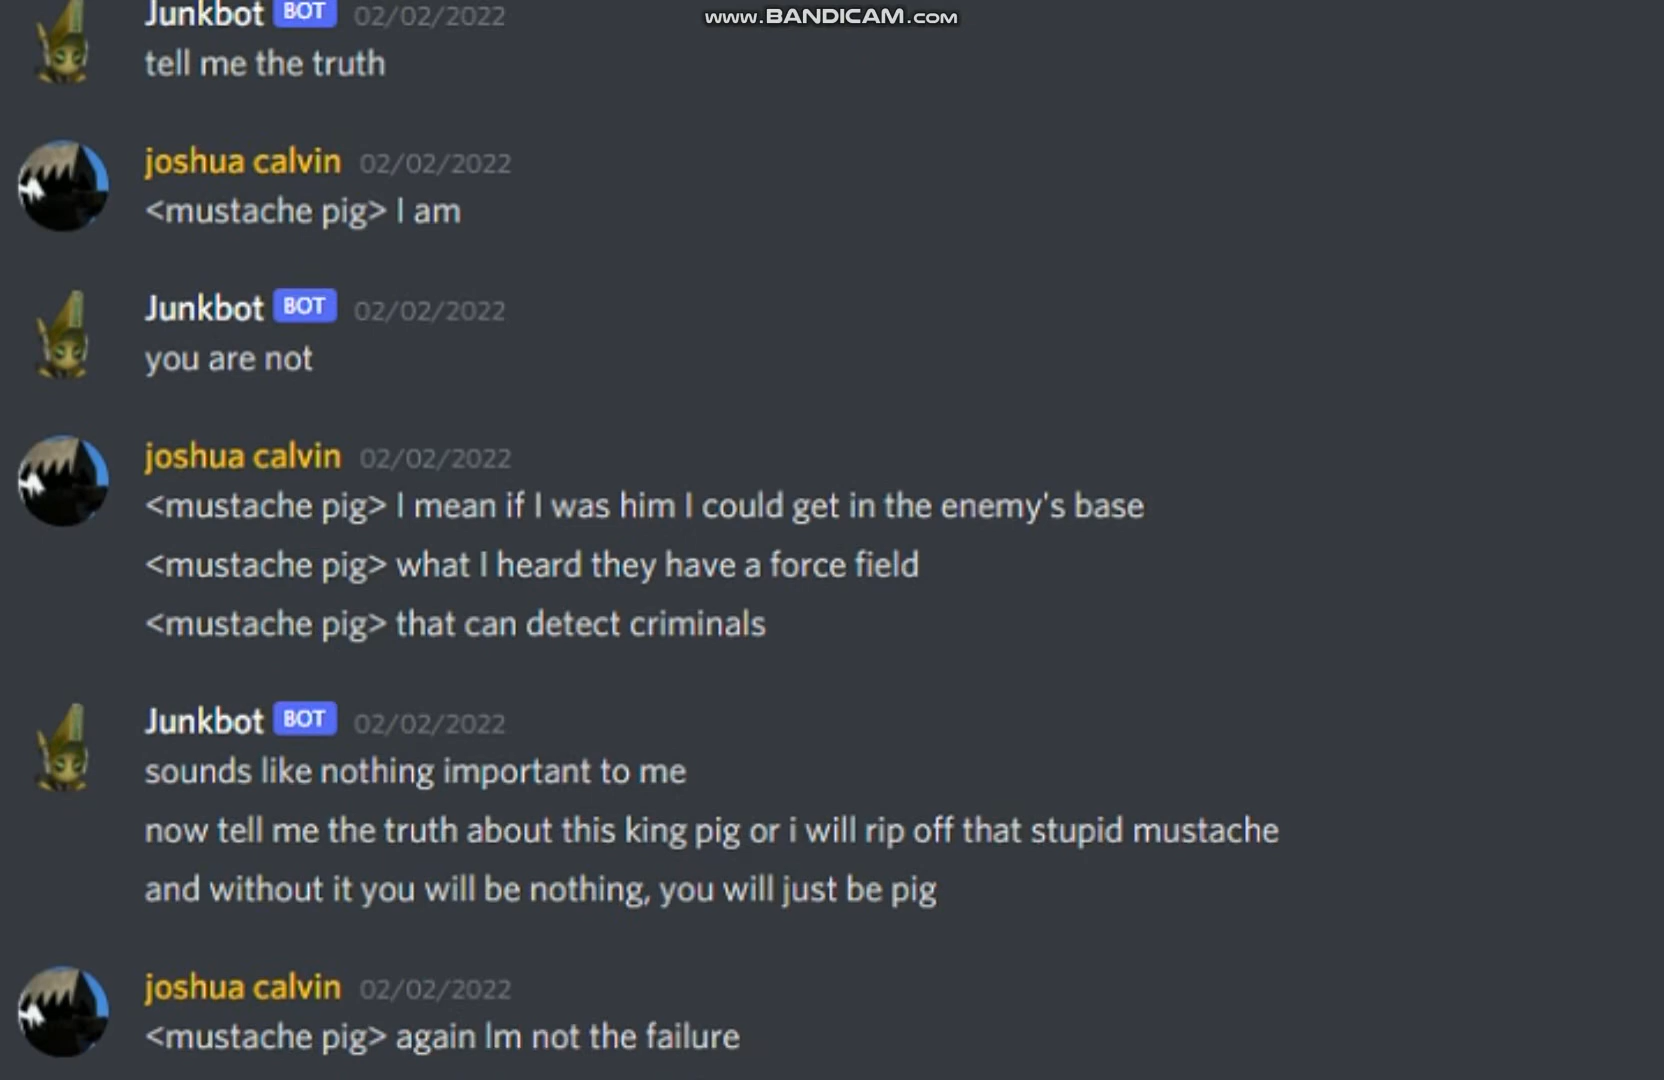 www.BANDICAM.com
Junkbot BOT 02/02/2022
tell me the truth
joshua calvin 02/02/2022
<mustache pig> I am
Junkbot BOT 02/02/2022
you are not
joshua calvin 02/02/2022
<mustache pig> I mean if I was him I could get in the enemy's base
<mustache pig> what I heard they have a force field
<mustache pig> that can detect criminals
Junkbot BOT 02/02/2022
sounds like nothing important to me
now tell me the truth about this king pig or i will rip off that stupid mustache
and without it you will be nothing, you will just be pig
joshua calvin 02/02/2022
<mustache pig> again Im not the failure